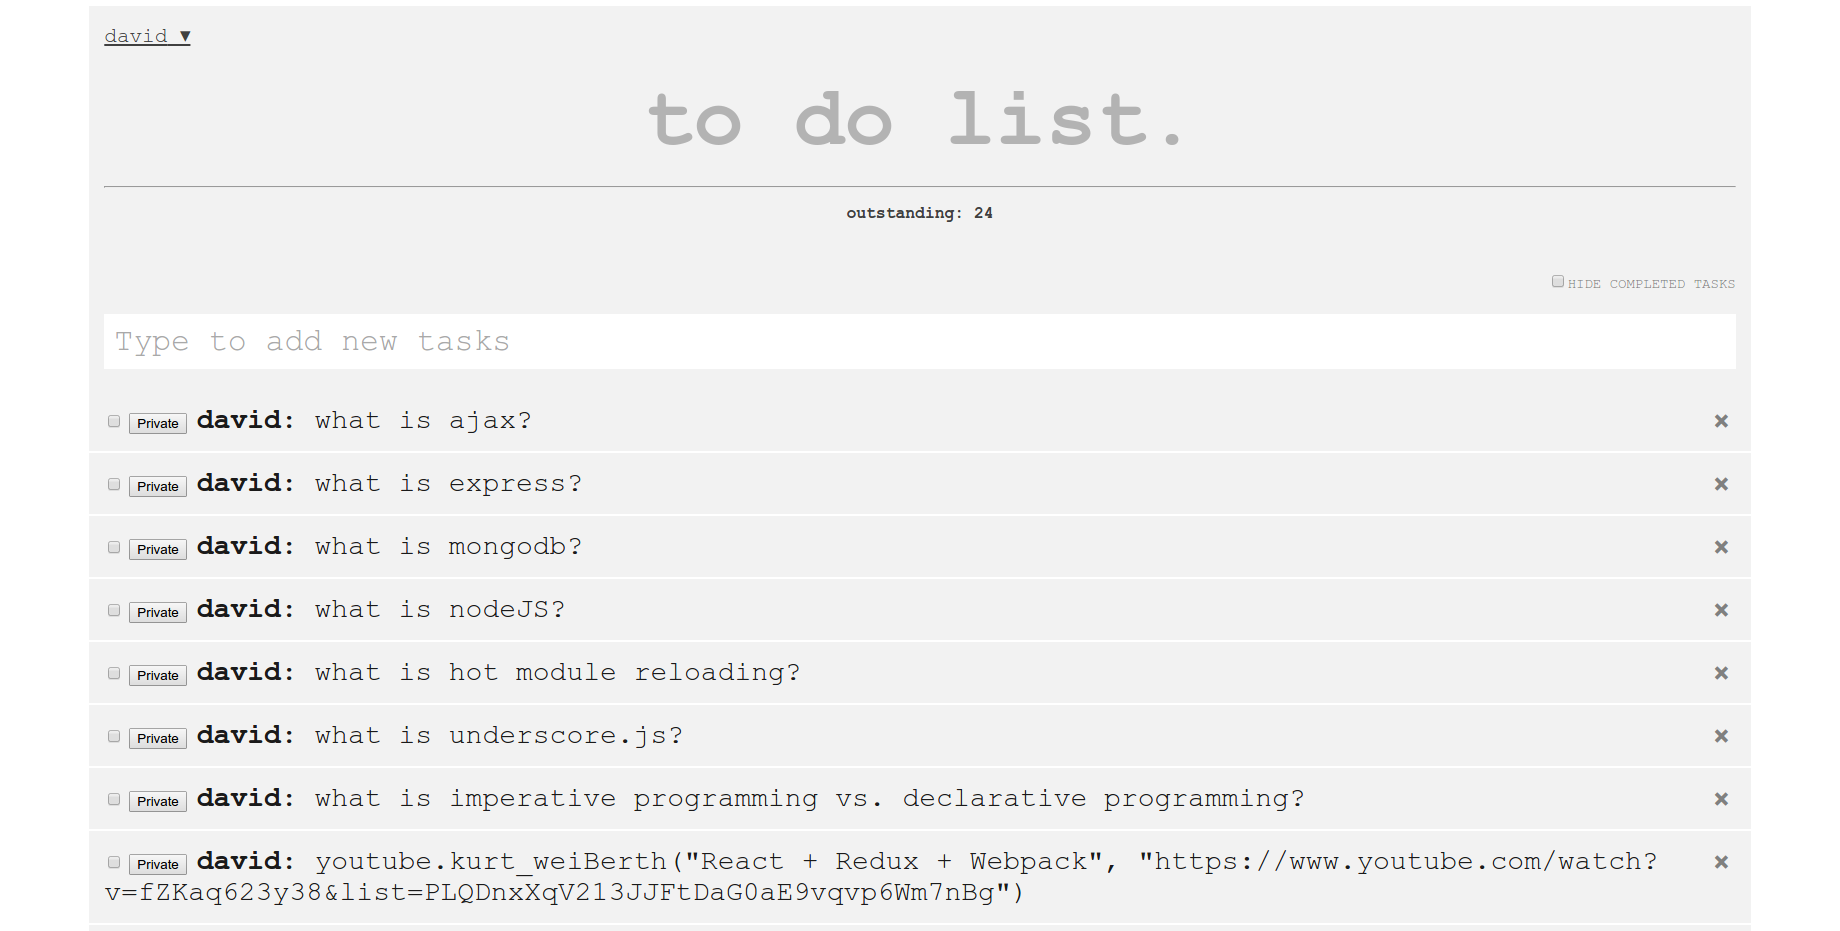 david ▼
to do list.
outstanding: 24
HIDE COMPLETED TASKS
Type to add new tasks
Private david: what is ajax? ×
Private david: what is express? ×
Private david: what is mongodb? ×
Private david: what is nodeJS? ×
Private david: what is hot module reloading? ×
Private david: what is underscore.js? ×
Private david: what is imperative programming vs. declarative programming? ×
Private david: youtube.kurt_weiBerth("React + Redux + Webpack", "https://www.youtube.com/watch? ×
v=fZKaq623y38&list=PLQDnxXqV213JJFtDaG0aE9vqvp6Wm7nBg")